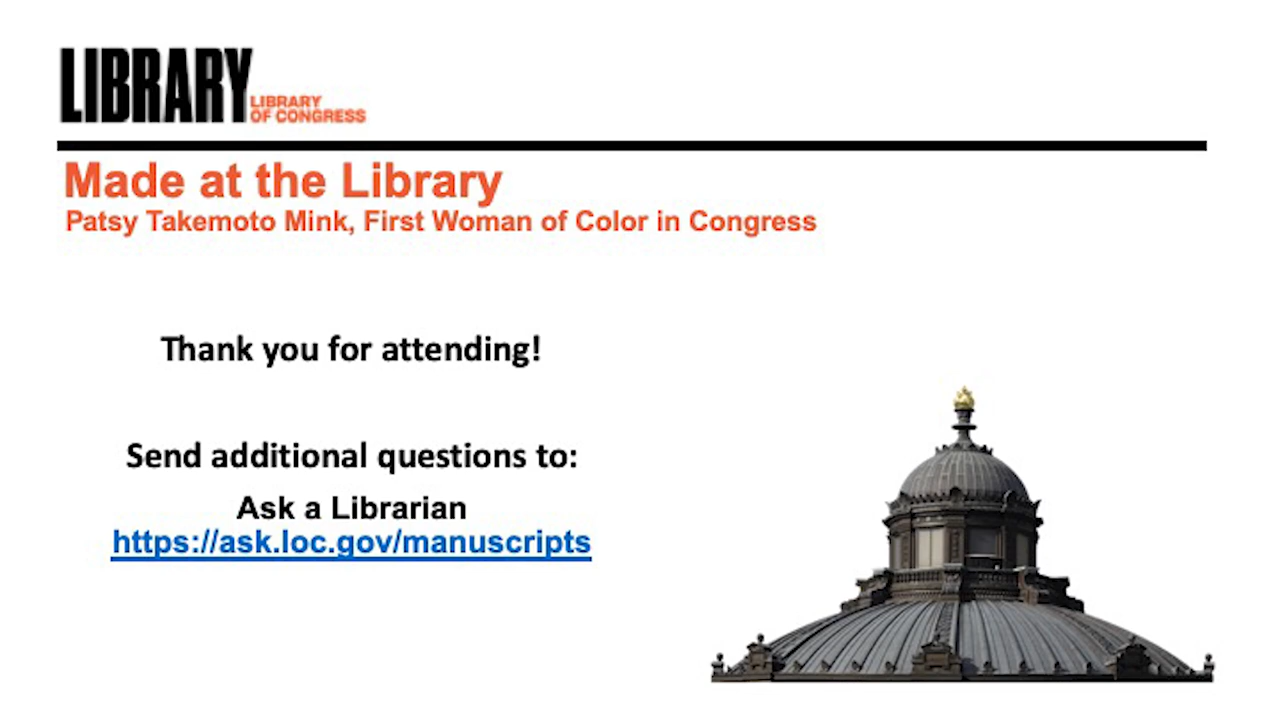 LIBRARY
LIBRARY
OF CONGRESS
Made at the Library
Patsy Takemoto Mink, First Woman of Color in Congress
Thank you for attending!
Send additional questions to:
Ask a Librarian
https://ask.loc.gov/manuscripts